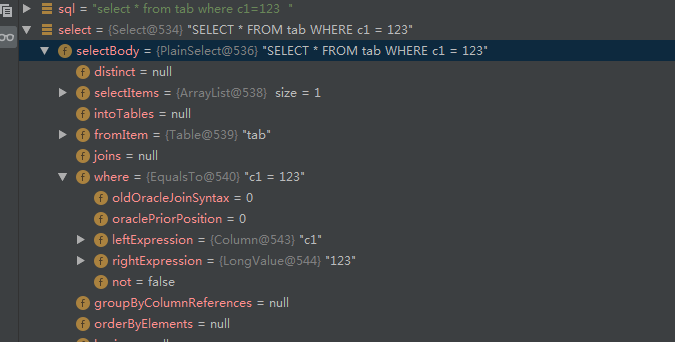 sql = "select * from tab where c1=123  "
select = {Select@534} "SELECT * FROM tab WHERE c1 = 123"
f selectBody = {PlainSelect@536} "SELECT * FROM tab WHERE c1 = 123"
f distinct = null
f selectItems = {ArrayList@538} size = 1
f intoTables = null
f fromItem = {Table@539} "tab"
f joins = null
f where = {EqualsTo@540} "c1 = 123"
f oldOracleJoinSyntax = 0
f oraclePriorPosition = 0
f leftExpression = {Column@543} "c1"
f rightExpression = {LongValue@544} "123"
f not = false
f groupByColumnReferences = null
f orderByElements = null